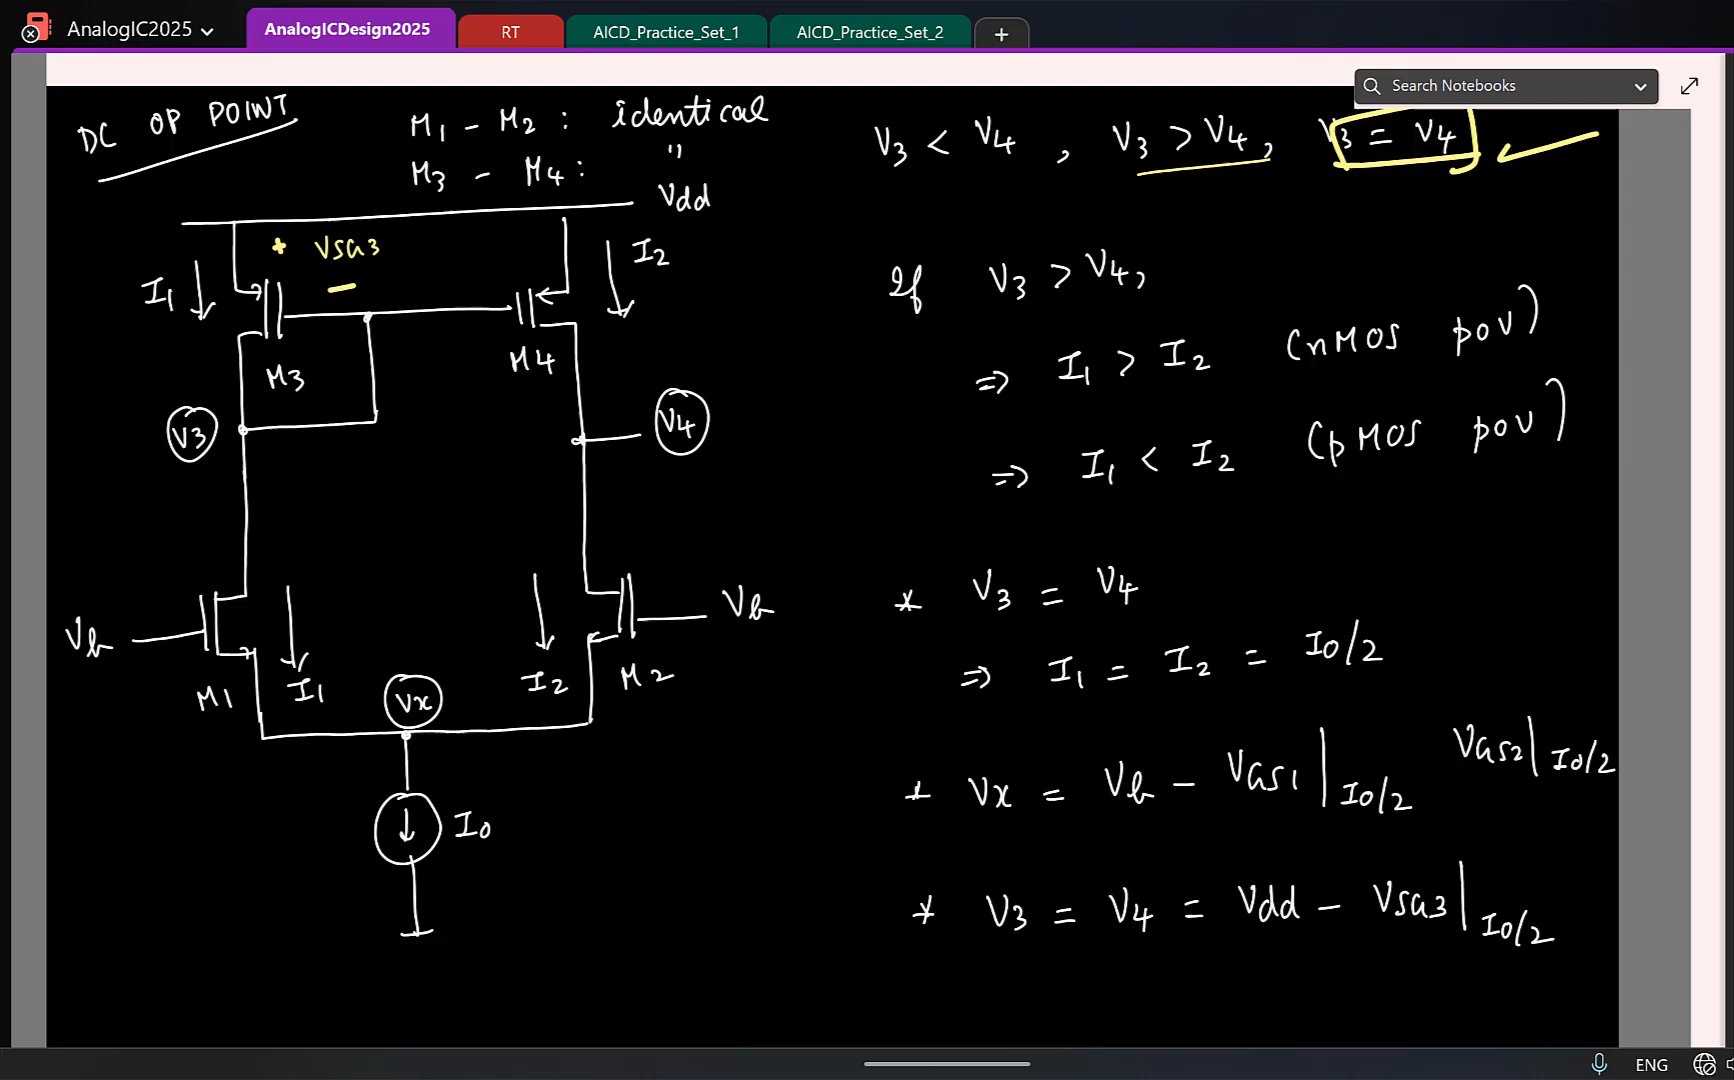 AnalogIC2025
AnalogICDesign2025
RT
AICD_Practice_Set_1
AICD_Practice_Set_2
+
Search Notebooks
DC OP POINT
M1 - M2 : identical
M3 - M4 : "
Vdd
V3 < V4 , V3 > V4, V3 = V4
+ VSG3 -
I1
I2
M3
M4
V3
V4
If V3 > V4,
=> I1 > I2 (nMOS pov)
=> I1 < I2 (pMOS pov)
Vb
Vb
M1
I1
Vx
I2
M2
I0
* V3 = V4
=> I1 = I2 = I0/2
* Vx = Vb - VGS1|I0/2 VGS2|I0/2
* V3 = V4 = Vdd - VSG3|I0/2
ENG